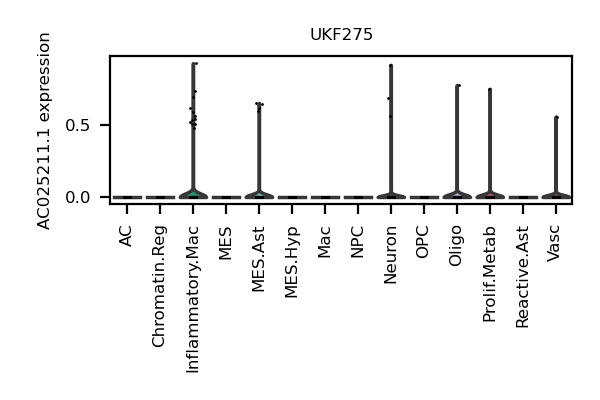 UKF275
AC025211.1 expression
0.5
0.0
AC
Chromatin.Reg
Inflammatory.Mac
MES
MES.Ast
MES.Hyp
Mac
NPC
Neuron
OPC
Oligo
Prolif.Metab
Reactive.Ast
Vasc